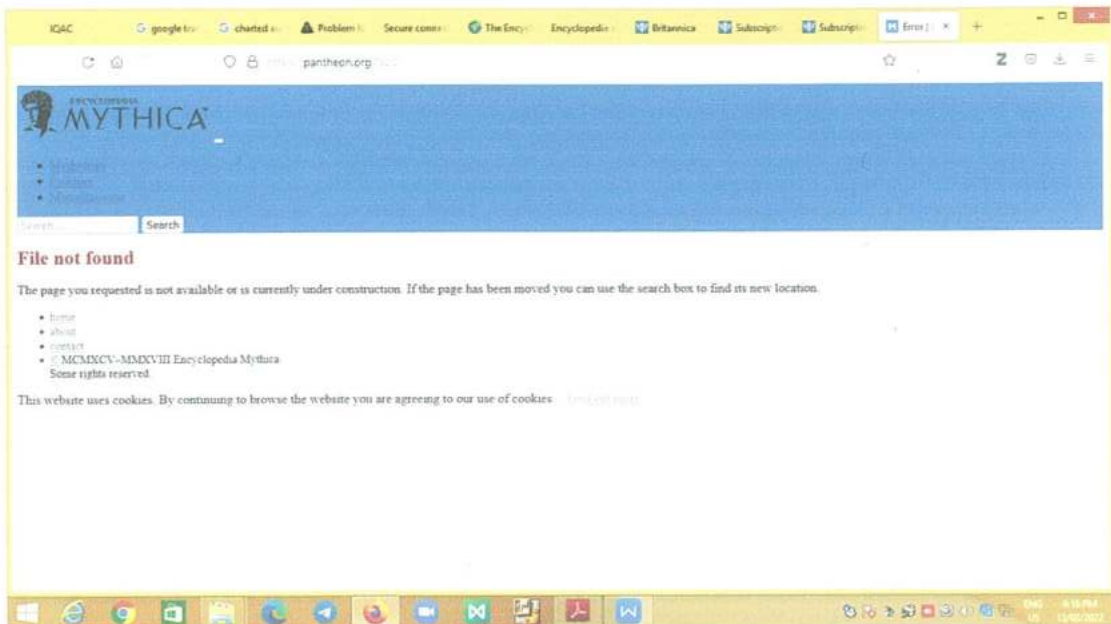 IQAC
google tra
charted
Problem
Secure conne
The Ency
Encyclopedia
Britannica
Subscripti
Subscripti
Error
pantheon.org
ENCYCLOPEDIA
MYTHICA
Search
File not found
The page you requested is not available or is currently under construction. If the page has been moved you can use the search box to find its new location.
home
about
contact
© MCMXCV-MMXVIII Encyclopedia Mythica
Some rights reserved.
This website uses cookies. By continuing to browse the website you are agreeing to our use of cookies
ENG
US